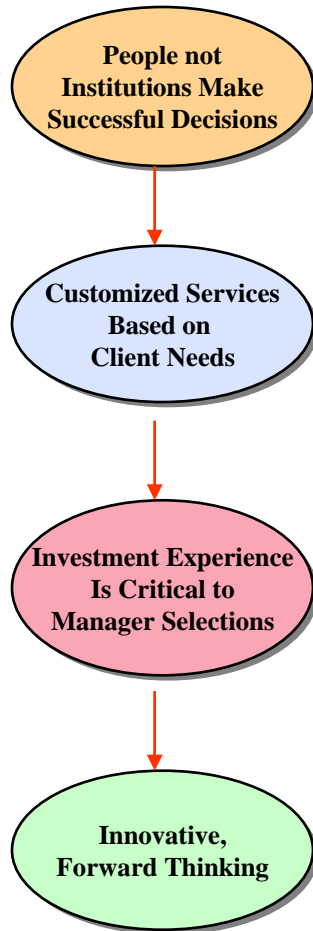 People not
Institutions Make
Successful Decisions
Customized Services
Based on
Client Needs
Investment Experience
Is Critical to
Manager Selections
Innovative,
Forward Thinking